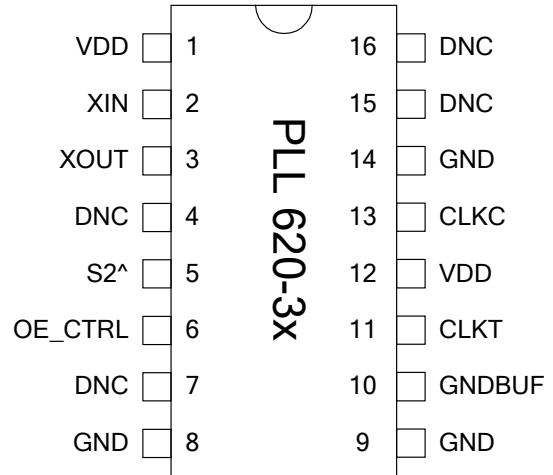 VDD 1 16 DNC
XIN 2 15 DNC
XOUT 3 14 GND
DNC 4 13 CLKC
S2^ 5 12 VDD
OE_CTRL 6 11 CLKT
DNC 7 10 GNDBUF
GND 8 9 GND
PLL 620-3x